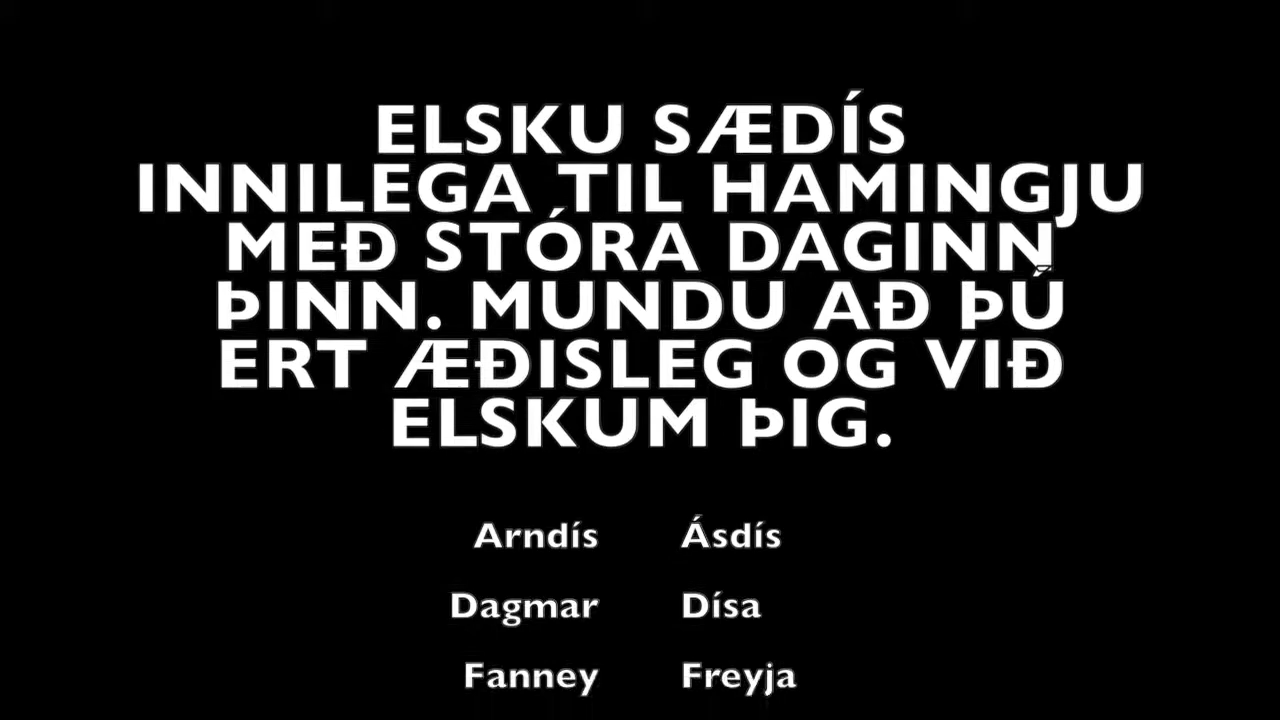 ELSKU SÆDÍS
INNILEGA TIL HAMINGJU
MEÐ STÓRA DAGINN
ÞINN. MUNDU AÐ ÞÚ
ERT ÆÐISLEG OG VIÐ
ELSKUM ÞIG.
Arndís Ásdís
Dagmar Dísa
Fanney Freyja